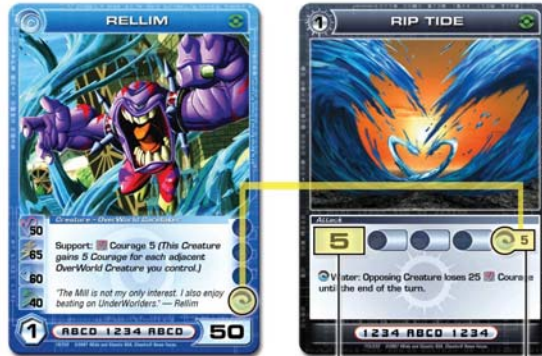 RELLIM
50
65
60
40
Creature - OverWorld Caretaker
Support: Courage 5 (This Creature
gains 5 Courage for each adjacent
OverWorld Creature you control.)
"The Mill is not my only interest. I also enjoy
beating on UnderWorlders." — Rellim
1
ABCD 1234 ABCD
50
1
RIP TIDE
Attack
5
5
Water: Opposing Creature loses 25 Courage
until the end of the turn.
1234 ABCD 1234